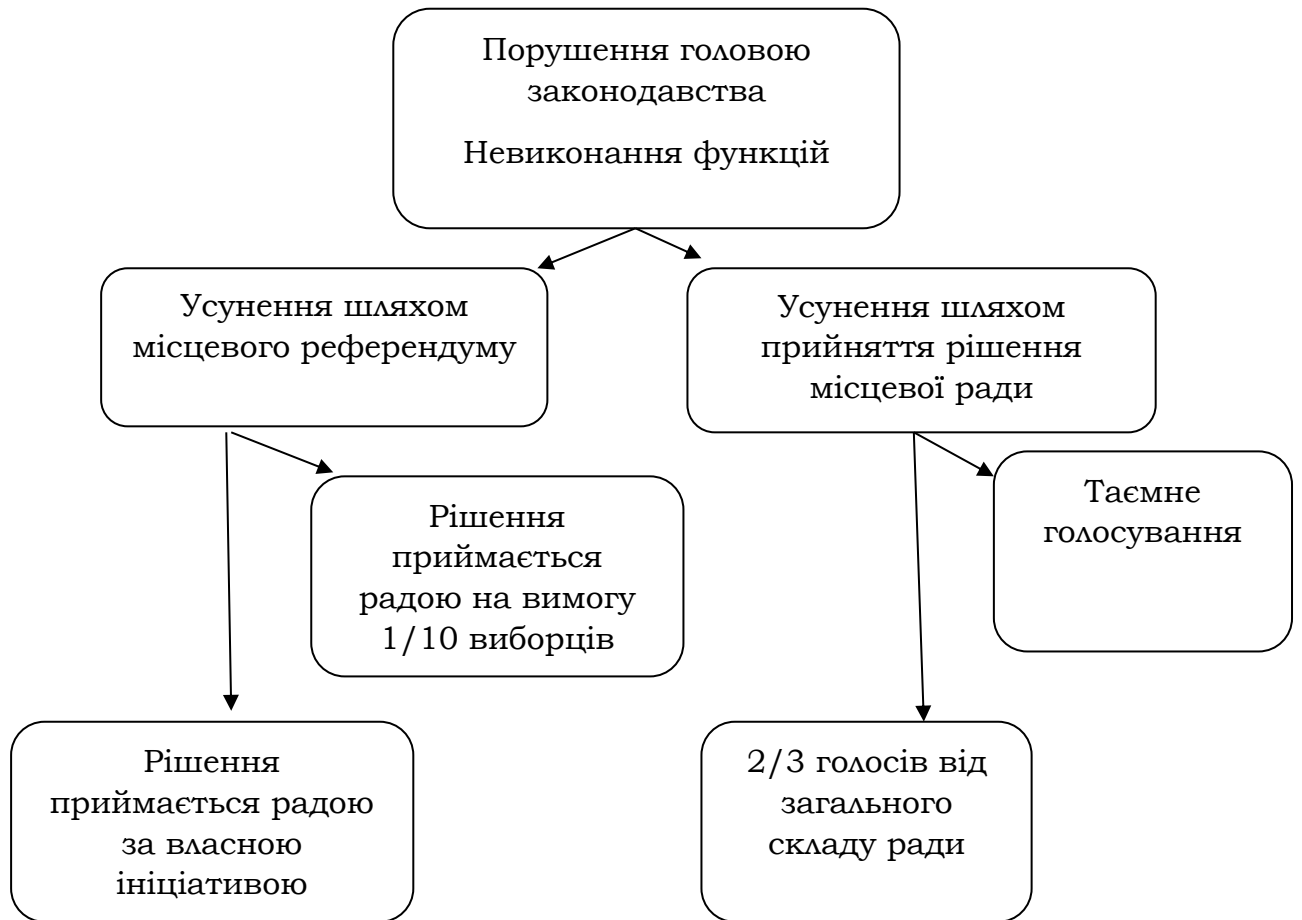 Порушення головою
законодавства
Невиконання функцій
Усунення шляхом
місцевого референдуму
Усунення шляхом
прийняття рішення
місцевої ради
Рішення
приймається
радою на вимогу
1/10 виборців
Таємне
голосування
Рішення
приймається радою
за власною
ініціативою
2/3 голосів від
загального
складу ради